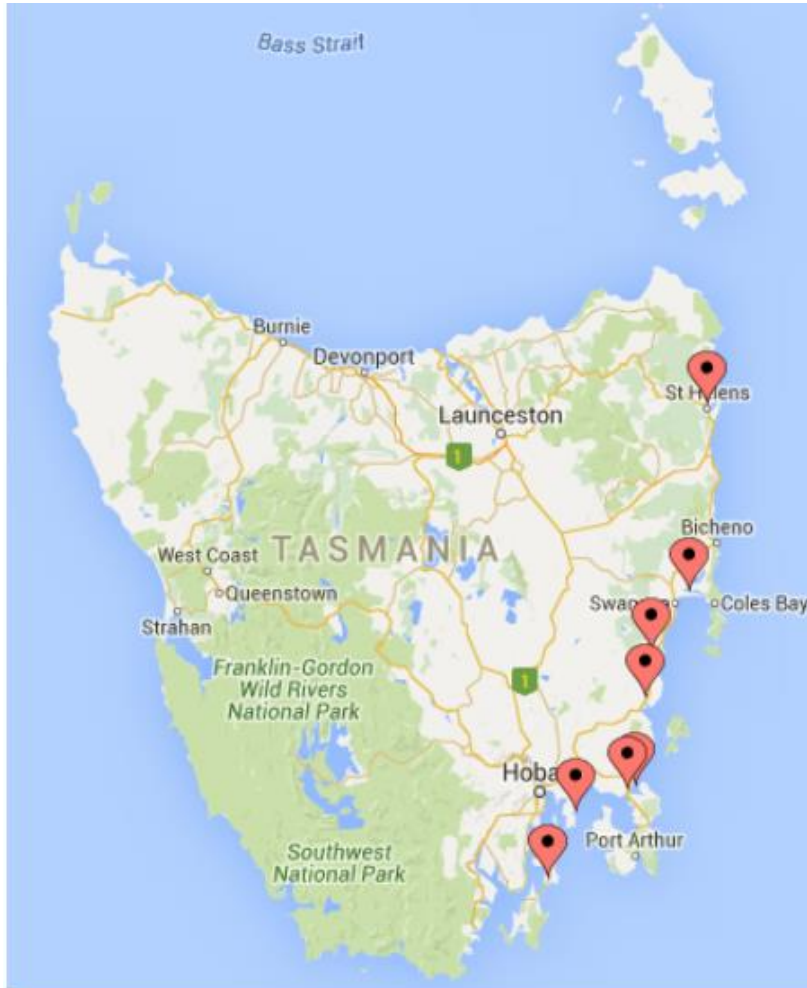 Bass Strait
Burnie
Devonport
St Helens
Launceston
1
Bicheno
TASMANIA
West Coast
Queenstown
Coles Bay
Strahan
Franklin-Gordon
Wild Rivers
National Park
1
Port Arthur
Southwest
National Park